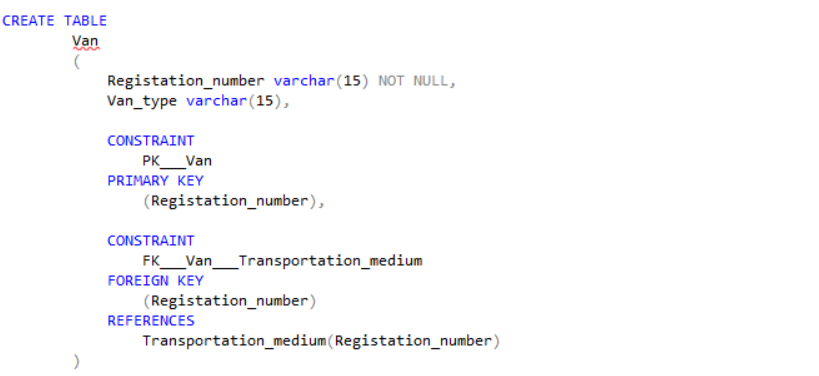 CREATE TABLE
Van
(
Registation_number varchar(15) NOT NULL,
Van_type varchar(15),
CONSTRAINT
PK___Van
PRIMARY KEY
(Registation_number),
CONSTRAINT
FK___Van___Transportation_medium
FOREIGN KEY
(Registation_number)
REFERENCES
Transportation_medium(Registation_number)
)